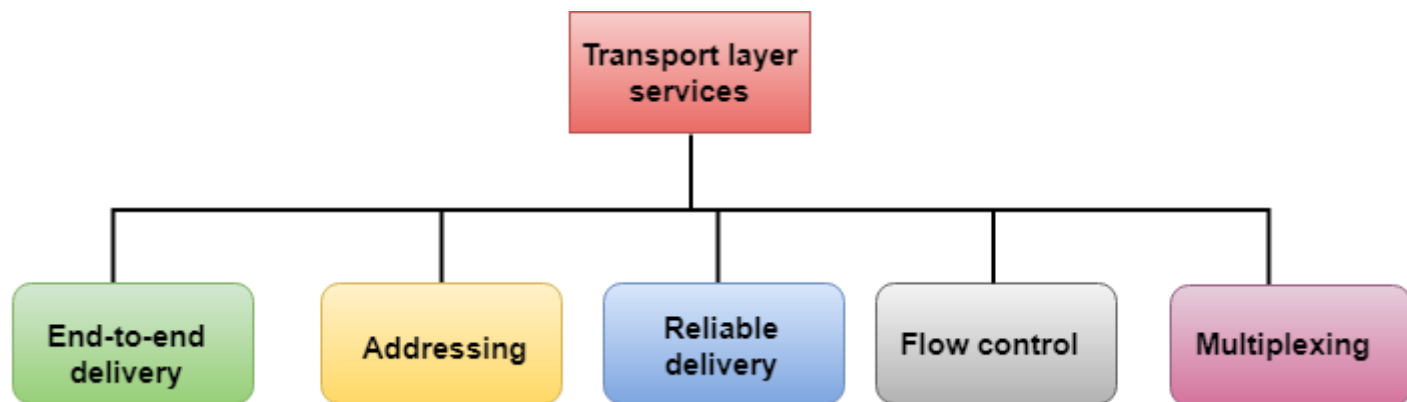 Transport layer
services
End-to-end
delivery
Addressing
Reliable
delivery
Flow control
Multiplexing